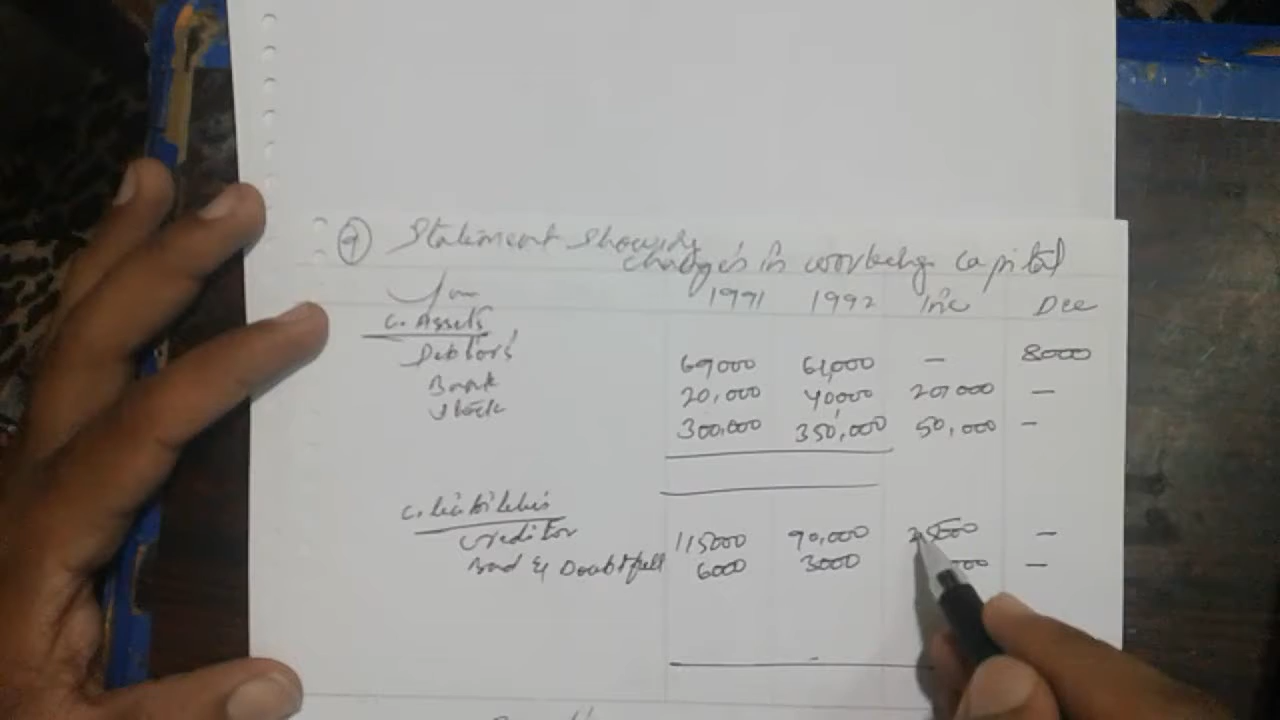 9 Statement showing
changes in working capital
1991 1992 Inc Dec
C. Assets
Debtors 69000 61,000 — 8000
Bank 20,000 40000 20,000 —
Stock 300,000 350,000 50,000 —
C. liabilities
Creditor 115000 90,000 25000 —
Bad & Doubtfull 6000 3000 —